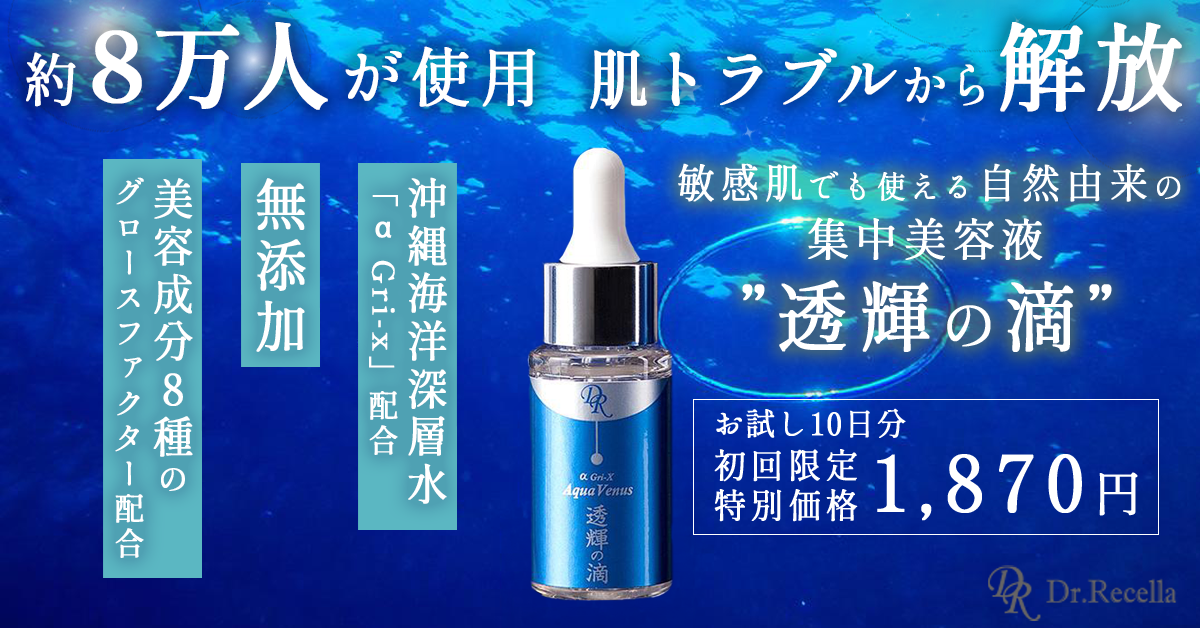 約8万人が使用 肌トラブルから解放
沖縄海洋深層水
「α Gri-x」配合
無添加
美容成分8種の
グロースファクター配合
敏感肌でも使える自然由来の
集中美容液
”透輝の滴”
お試し10日分
初回限定
特別価格
1,870円
DR
α Gri-X
Aqua Venus
透輝の滴
DR Dr.Recella